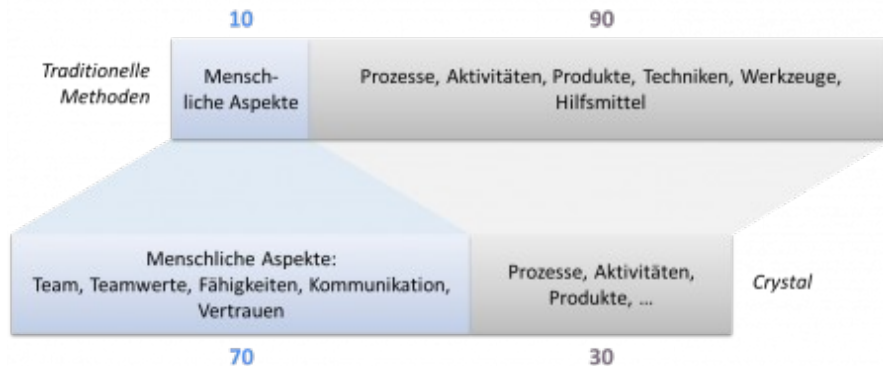 10
90
Traditionelle
Methoden
Mensch-
liche Aspekte
Prozesse, Aktivitäten, Produkte, Techniken, Werkzeuge,
Hilfsmittel
Menschliche Aspekte:
Team, Teamwerte, Fähigkeiten, Kommunikation,
Vertrauen
Prozesse, Aktivitäten,
Produkte, ...
Crystal
70
30